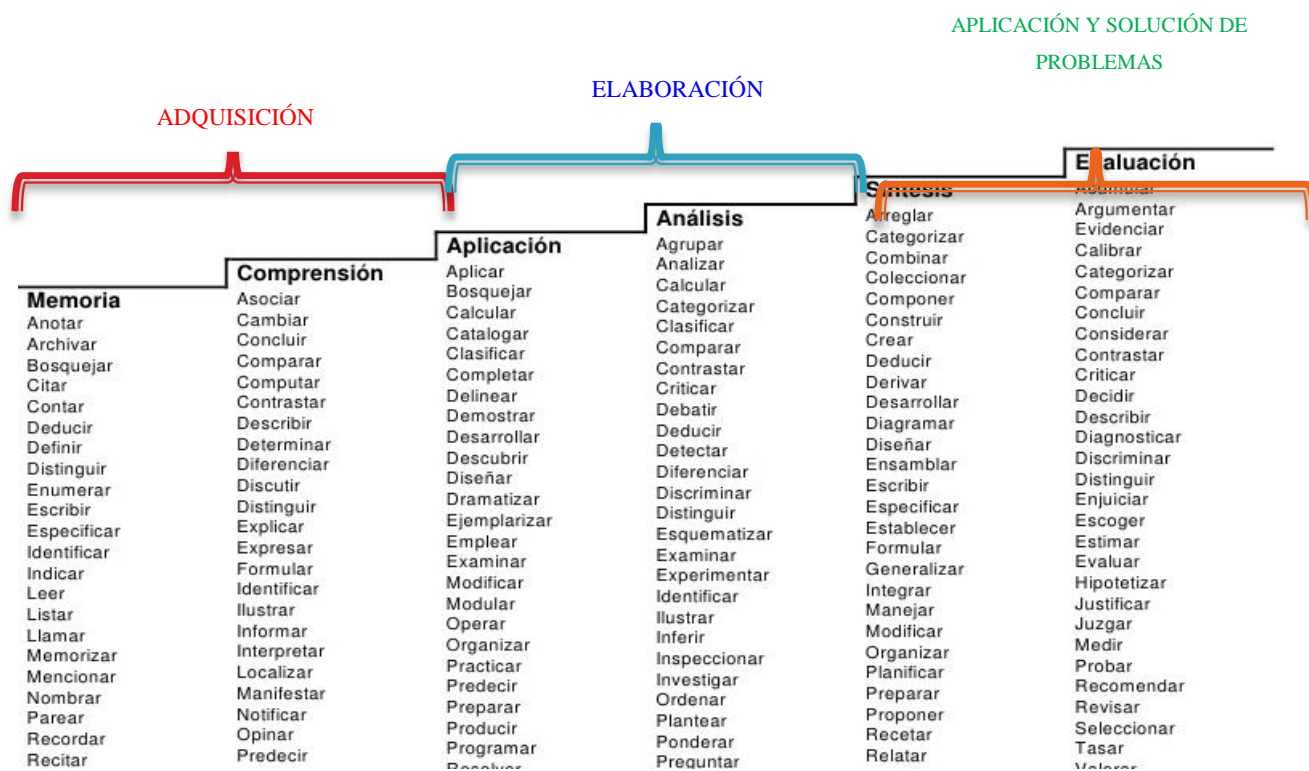 APLICACIÓN Y SOLUCIÓN DE
PROBLEMAS
ELABORACIÓN
ADQUISICIÓN
Memoria
Anotar
Archivar
Bosquejar
Citar
Contar
Deducir
Definir
Distinguir
Enumerar
Escribir
Especificar
Identificar
Indicar
Leer
Listar
Llamar
Memorizar
Mencionar
Nombrar
Parear
Recordar
Recitar
Comprensión
Asociar
Cambiar
Concluir
Comparar
Computar
Contrastar
Describir
Determinar
Diferenciar
Discutir
Distinguir
Explicar
Expresar
Formular
Identificar
Ilustrar
Informar
Interpretar
Localizar
Manifestar
Notificar
Opinar
Predecir
Aplicación
Aplicar
Bosquejar
Calcular
Catalogar
Clasificar
Completar
Delinear
Demostrar
Desarrollar
Descubrir
Diseñar
Dramatizar
Ejemplarizar
Emplear
Examinar
Modificar
Modular
Operar
Organizar
Practicar
Predecir
Preparar
Producir
Programar
Resolver
Análisis
Agrupar
Analizar
Calcular
Categorizar
Clasificar
Comparar
Contrastar
Criticar
Debatir
Deducir
Detectar
Diferenciar
Discriminar
Distinguir
Esquematizar
Examinar
Experimentar
Identificar
Ilustrar
Inferir
Inspeccionar
Investigar
Ordenar
Plantear
Ponderar
Preguntar
Síntesis
Arreglar
Categorizar
Combinar
Coleccionar
Componer
Construir
Crear
Deducir
Derivar
Desarrollar
Diagramar
Diseñar
Ensamblar
Escribir
Especificar
Establecer
Formular
Generalizar
Integrar
Manejar
Modificar
Organizar
Planificar
Preparar
Proponer
Recetar
Relatar
Evaluación
Acumular
Argumentar
Evidenciar
Calibrar
Categorizar
Comparar
Concluir
Considerar
Contrastar
Criticar
Decidir
Describir
Diagnosticar
Discriminar
Distinguir
Enjuiciar
Escoger
Estimar
Evaluar
Hipotetizar
Justificar
Juzgar
Medir
Probar
Recomendar
Revisar
Seleccionar
Tasar
Valorar